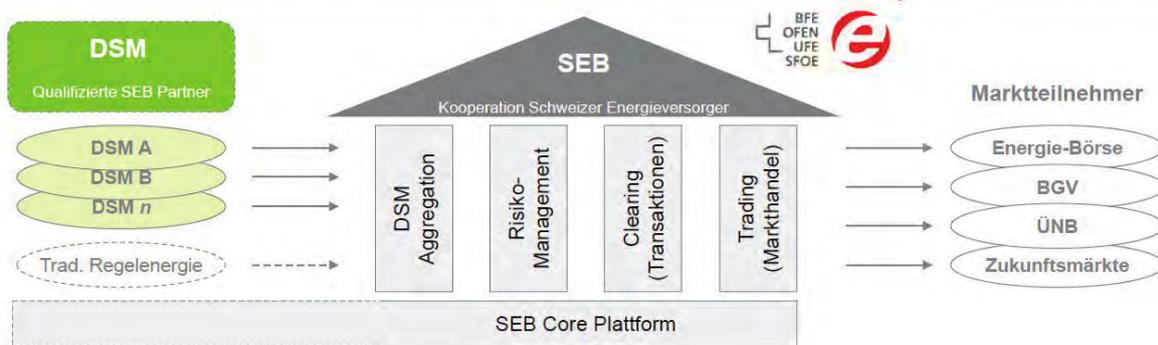 DSM
Qualifizierte SEB Partner
DSM A
DSM B
DSM n
Trad. Regelenergie
BFE
OFEN
UFE
SFOE
e
SEB
Kooperation Schweizer Energieversorger
DSM
Aggregation
Risiko-
Management
Clearing
(Transaktionen)
Trading
(Markthandel)
SEB Core Plattform
Marktteilnehmer
Energie-Börse
BGV
ÜNB
Zukunftsmärkte